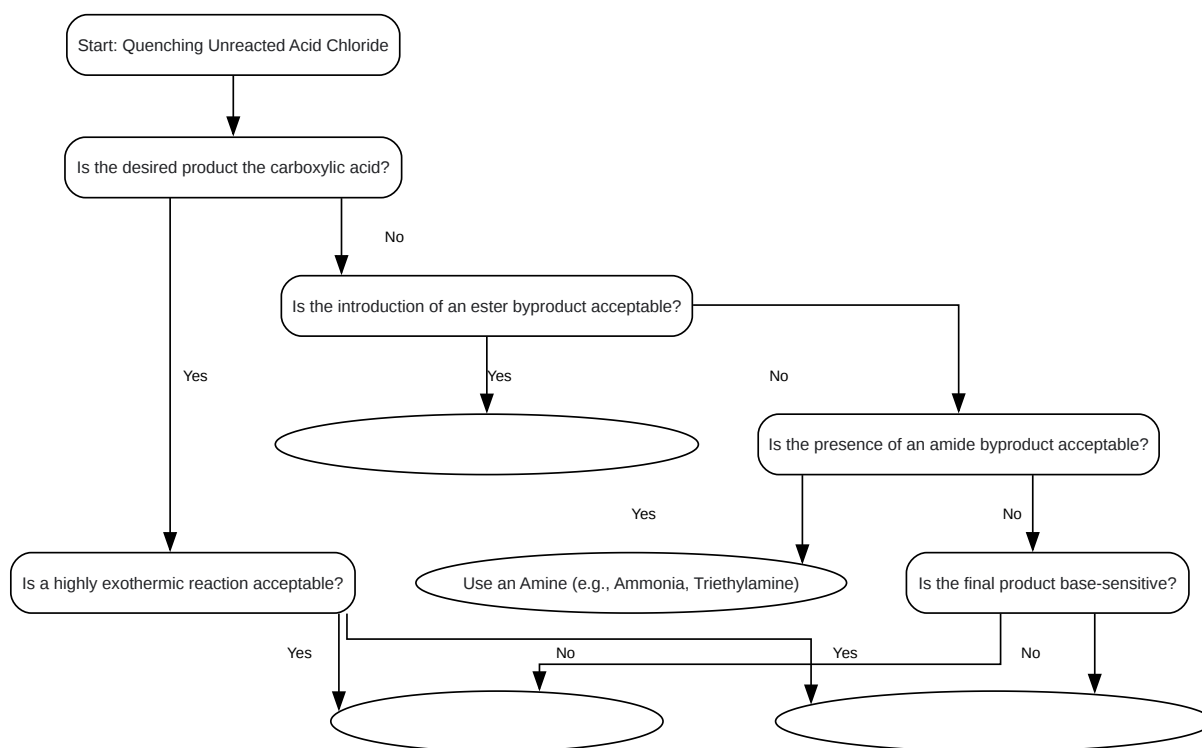 Start: Quenching Unreacted Acid Chloride
Is the desired product the carboxylic acid?
No
Is the introduction of an ester byproduct acceptable?
Yes
Yes
No
Is the presence of an amide byproduct acceptable?
Yes
No
Is a highly exothermic reaction acceptable?
Use an Amine (e.g., Ammonia, Triethylamine)
Is the final product base-sensitive?
Yes
No
Yes
No